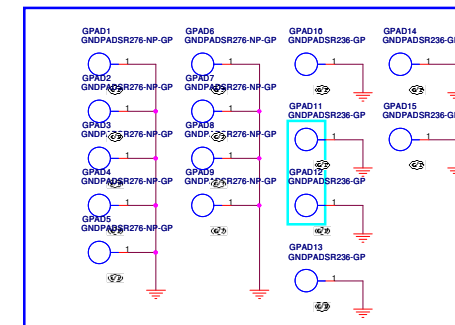 GPAD1
GNDPADSR276-NP-GP
1
GPAD2
GNDPADSR276-NP-GP
1
GPAD3
GNDPADSR276-NP-GP
1
GPAD4
GNDPADSR276-NP-GP
1
GPAD5
GNDPADSR276-NP-GP
1
GPAD6
GNDPADSR276-NP-GP
1
GPAD7
GNDPADSR276-NP-GP
1
GPAD8
GNDPADSR276-NP-GP
1
GPAD9
GNDPADSR276-NP-GP
1
GPAD10
GNDPADSR236-GP
1
GPAD11
GNDPADSR236-GP
1
GPAD12
GNDPADSR236-GP
1
GPAD13
GNDPADSR236-GP
1
GPAD14
GNDPADSR236-G
1
GPAD15
GNDPADSR236-G
1